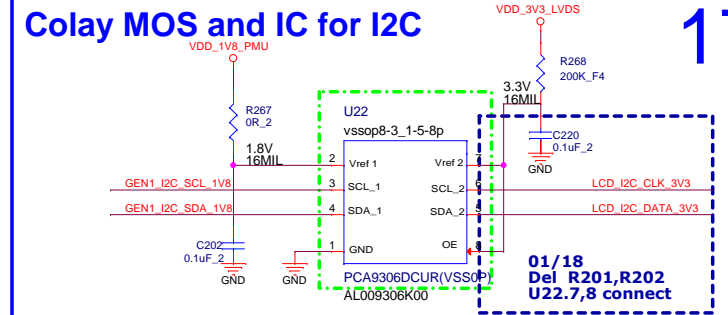 Colay MOS and IC for I2C
VDD_1V8_PMU
VDD_3V3_LVDS
17
R268
200K_F4
R267
0R_2
3.3V
16MIL
U22
vssop8-3_1-5-8p
C220
0.1uF_2
1.8V
16MIL
GND
2
Vref 1
Vref 2
7
GEN1_I2C_SCL_1V8
3
SCL_1
SCL_2
6
LCD_I2C_CLK_3V3
GEN1_I2C_SDA_1V8
4
SDA_1
SDA_2
5
LCD_I2C_DATA_3V3
C202
0.1uF_2
1
GND
OE
8
GND
GND
PCA9306DCUR(VSSOP)
AL009306K00
01/18
Del R201,R202
U22.7,8 connect